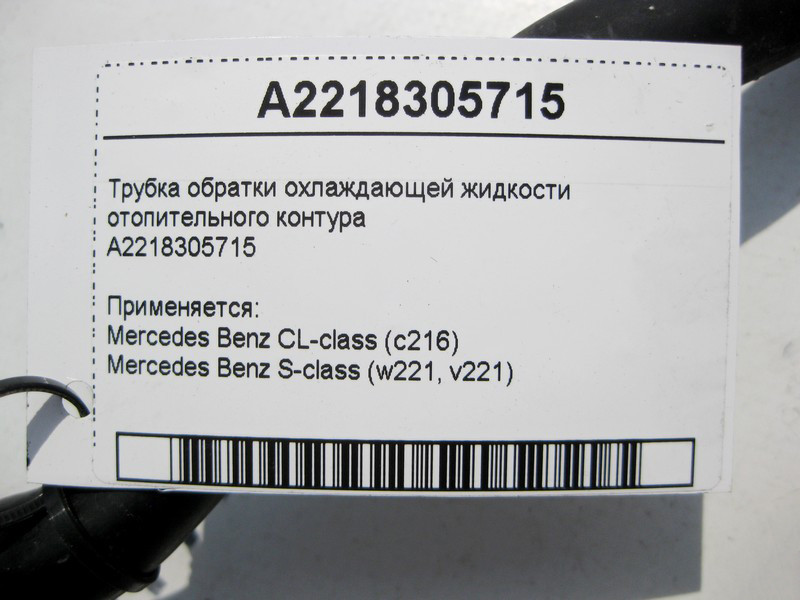 A2218305715
Трубка обратки охлаждающей жидкости
отопительного контура
A2218305715
Применяется:
Mercedes Benz CL-class (c216)
Mercedes Benz S-class (w221, v221)